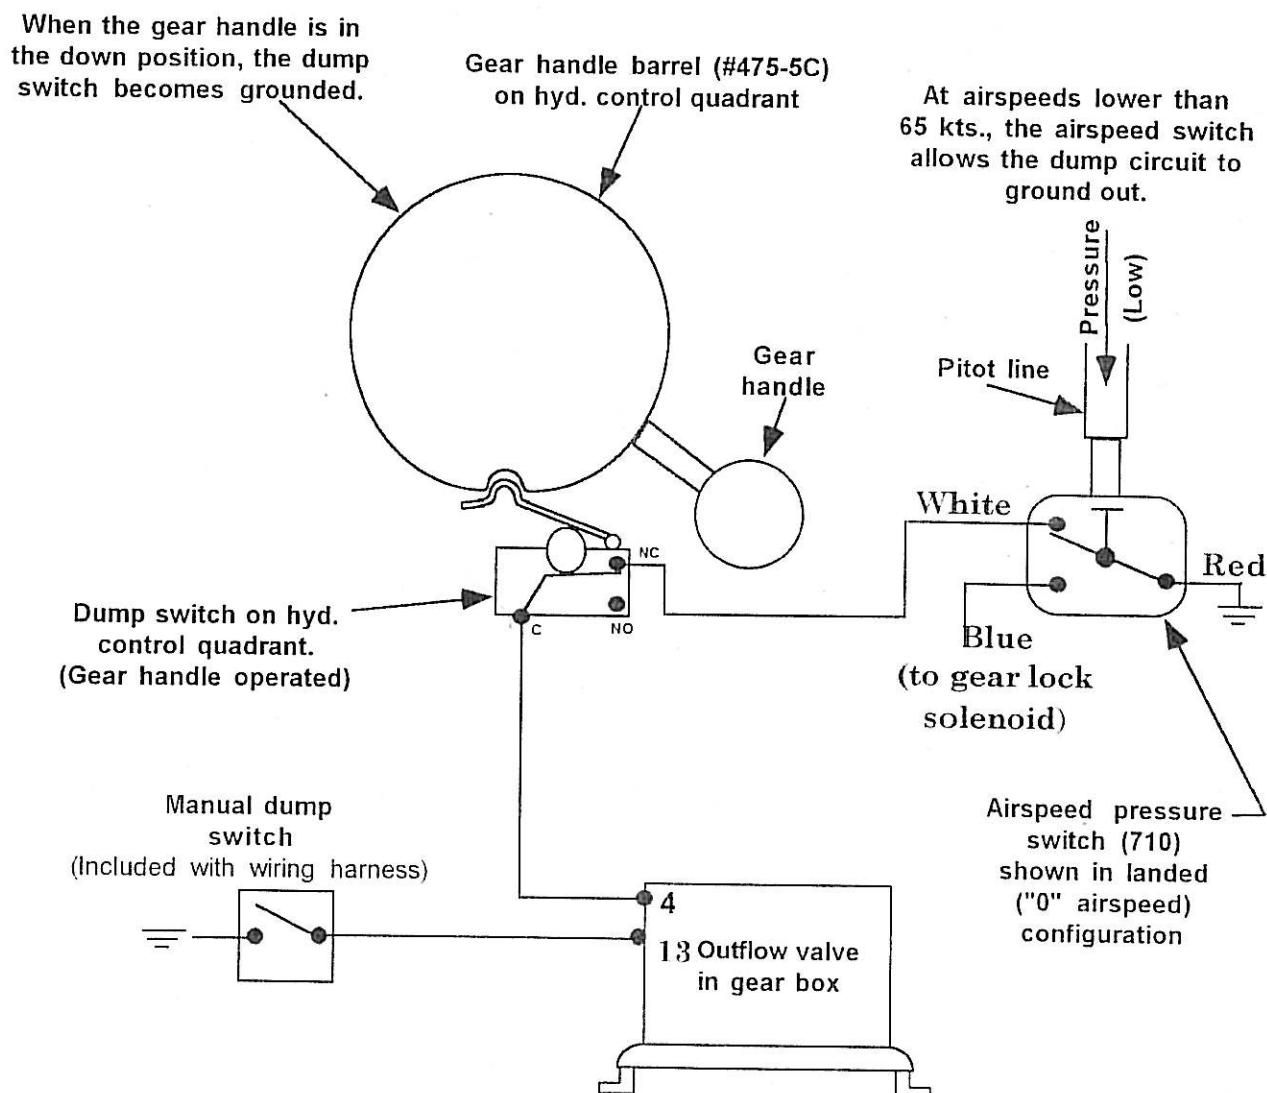 When the gear handle is in
the down position, the dump
switch becomes grounded.
Gear handle barrel (#475-5C)
on hyd. control quadrant
At airspeeds lower than
65 kts., the airspeed switch
allows the dump circuit to
ground out.
Pressure
(Low)
Pitot line
Gear
handle
White
Red
NC
C
NO
Blue
(to gear lock
solenoid)
Dump switch on hyd.
control quadrant.
(Gear handle operated)
Manual dump
switch
(Included with wiring harness)
Airspeed pressure
switch (710)
shown in landed
("0" airspeed)
configuration
4
13 Outflow valve
in gear box